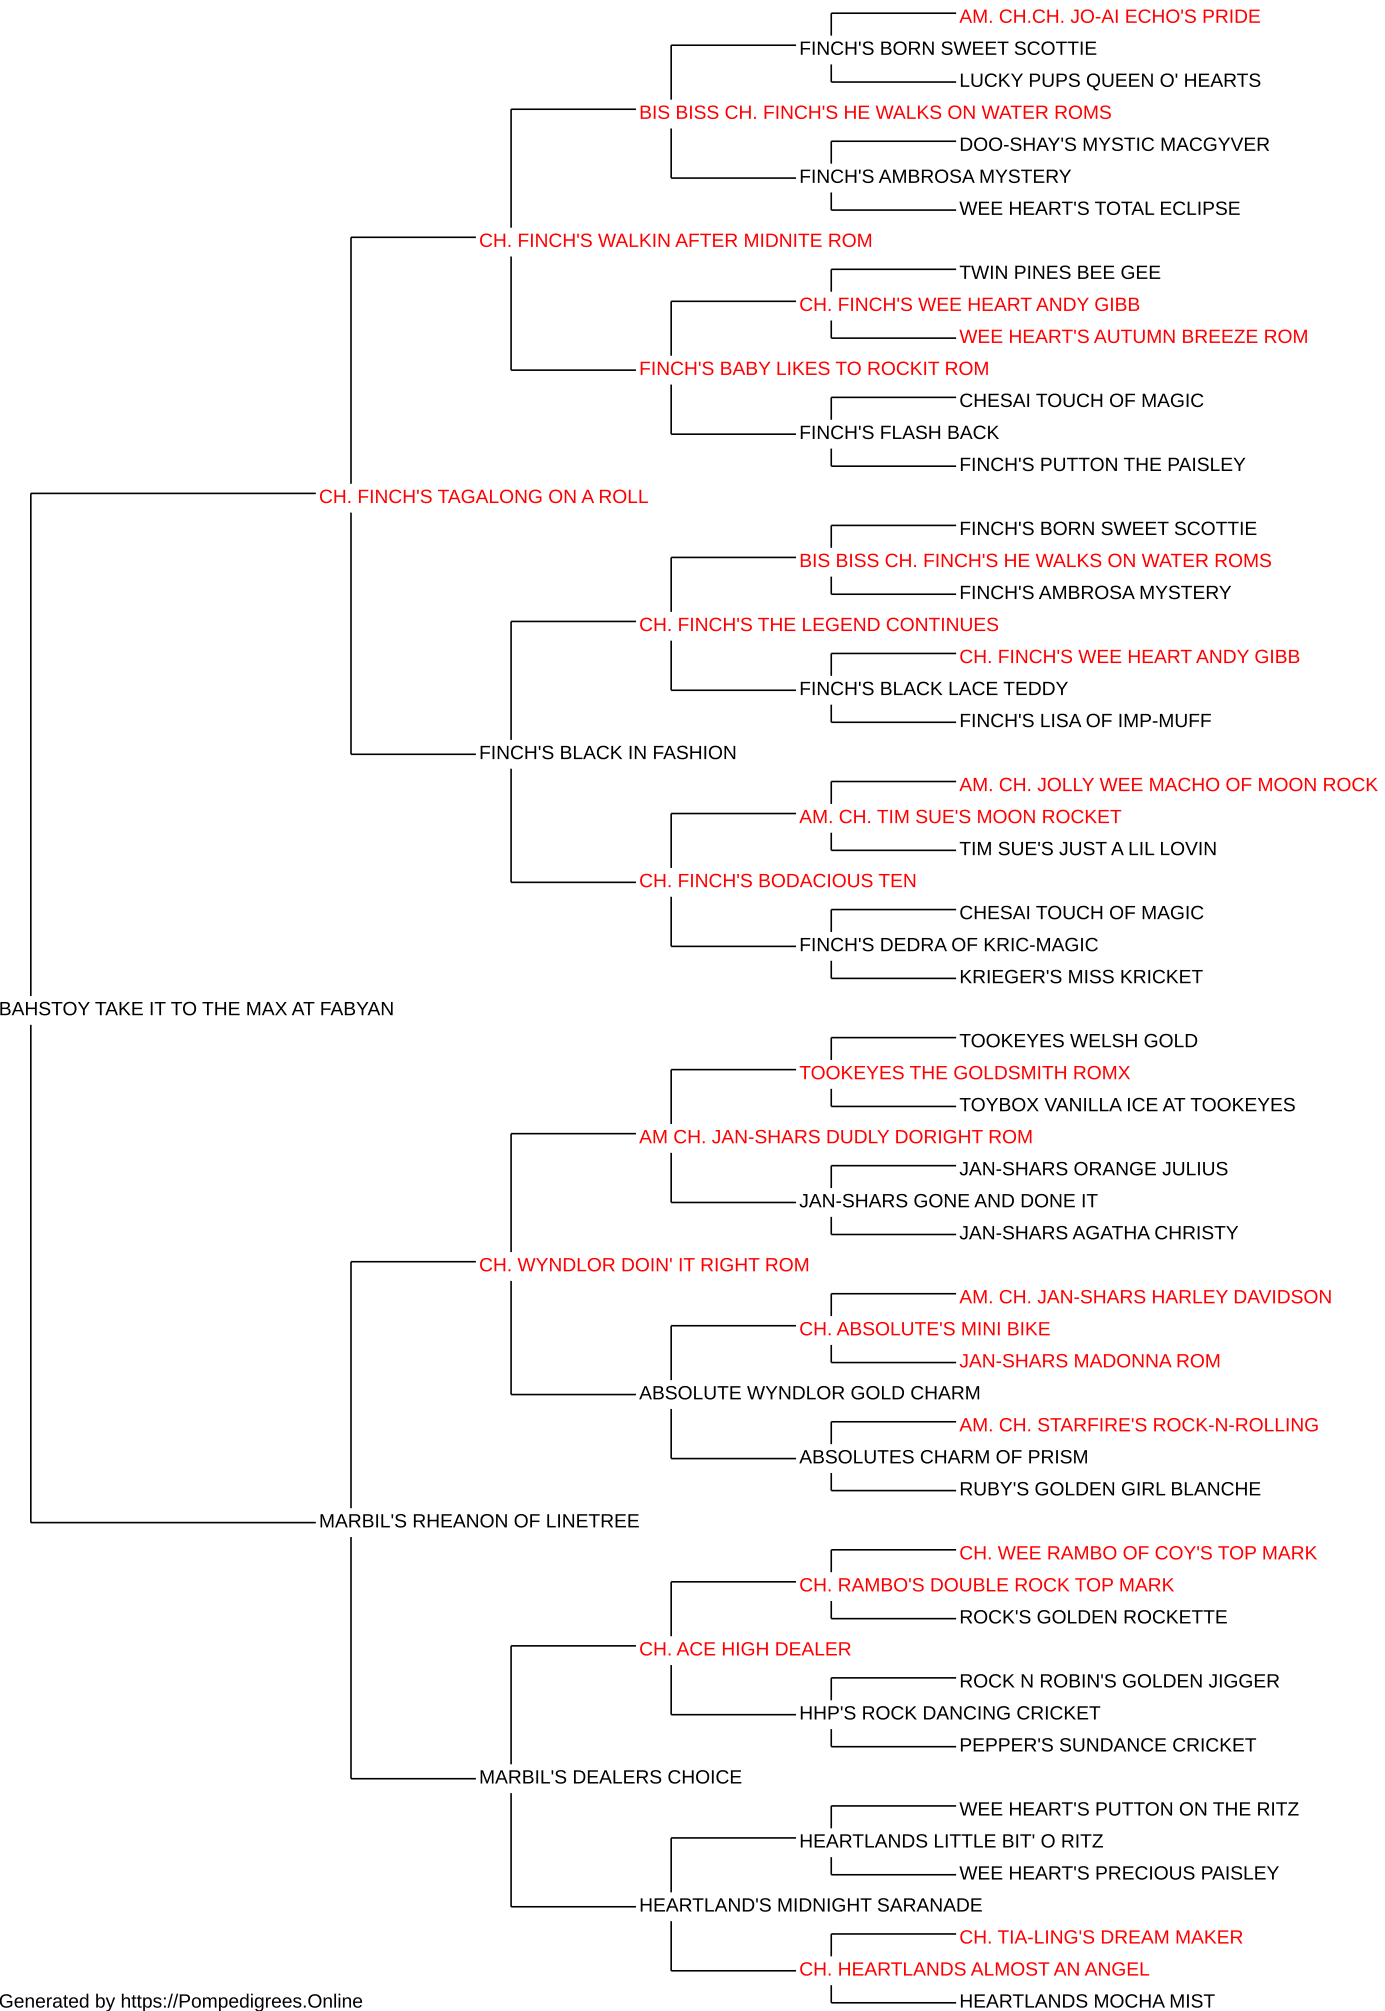 AM. CH.CH. JO-AI ECHO'S PRIDE
FINCH'S BORN SWEET SCOTTIE
LUCKY PUPS QUEEN O' HEARTS
BIS BISS CH. FINCH'S HE WALKS ON WATER ROMS
DOO-SHAY'S MYSTIC MACGYVER
FINCH'S AMBROSA MYSTERY
WEE HEART'S TOTAL ECLIPSE
CH. FINCH'S WALKIN AFTER MIDNITE ROM
TWIN PINES BEE GEE
CH. FINCH'S WEE HEART ANDY GIBB
WEE HEART'S AUTUMN BREEZE ROM
FINCH'S BABY LIKES TO ROCKIT ROM
CHESAI TOUCH OF MAGIC
FINCH'S FLASH BACK
FINCH'S PUTTON THE PAISLEY
CH. FINCH'S TAGALONG ON A ROLL
FINCH'S BORN SWEET SCOTTIE
BIS BISS CH. FINCH'S HE WALKS ON WATER ROMS
FINCH'S AMBROSA MYSTERY
CH. FINCH'S THE LEGEND CONTINUES
CH. FINCH'S WEE HEART ANDY GIBB
FINCH'S BLACK LACE TEDDY
FINCH'S LISA OF IMP-MUFF
FINCH'S BLACK IN FASHION
AM. CH. JOLLY WEE MACHO OF MOON ROCK
AM. CH. TIM SUE'S MOON ROCKET
TIM SUE'S JUST A LIL LOVIN
CH. FINCH'S BODACIOUS TEN
CHESAI TOUCH OF MAGIC
FINCH'S DEDRA OF KRIC-MAGIC
KRIEGER'S MISS KRICKET
BAHSTOY TAKE IT TO THE MAX AT FABYAN
TOOKEYES WELSH GOLD
TOOKEYES THE GOLDSMITH ROMX
TOYBOX VANILLA ICE AT TOOKEYES
AM CH. JAN-SHARS DUDLY DORIGHT ROM
JAN-SHARS ORANGE JULIUS
JAN-SHARS GONE AND DONE IT
JAN-SHARS AGATHA CHRISTY
CH. WYNDLOR DOIN' IT RIGHT ROM
AM. CH. JAN-SHARS HARLEY DAVIDSON
CH. ABSOLUTE'S MINI BIKE
JAN-SHARS MADONNA ROM
ABSOLUTE WYNDLOR GOLD CHARM
AM. CH. STARFIRE'S ROCK-N-ROLLING
ABSOLUTES CHARM OF PRISM
RUBY'S GOLDEN GIRL BLANCHE
MARBIL'S RHEANON OF LINETREE
CH. WEE RAMBO OF COY'S TOP MARK
CH. RAMBO'S DOUBLE ROCK TOP MARK
ROCK'S GOLDEN ROCKETTE
CH. ACE HIGH DEALER
ROCK N ROBIN'S GOLDEN JIGGER
HHP'S ROCK DANCING CRICKET
PEPPER'S SUNDANCE CRICKET
MARBIL'S DEALERS CHOICE
WEE HEART'S PUTTON ON THE RITZ
HEARTLANDS LITTLE BIT' O RITZ
WEE HEART'S PRECIOUS PAISLEY
HEARTLAND'S MIDNIGHT SARANADE
CH. TIA-LING'S DREAM MAKER
CH. HEARTLANDS ALMOST AN ANGEL
HEARTLANDS MOCHA MIST
Generated by https://Pompedigrees.Online